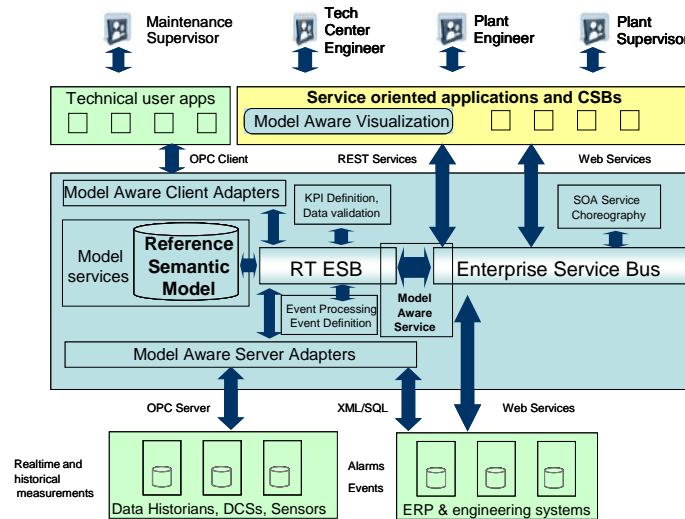 Maintenance
Supervisor
Tech
Center
Engineer
Plant
Engineer
Plant
Supervisor
Technical user apps
Service oriented applications and CSBs
Model Aware Visualization
OPC Client
REST Services
Web Services
Model Aware Client Adapters
KPI Definition,
Data validation
SOA Service
Choreography
Model
services
Reference
Semantic
Model
RT ESB
Enterprise Service Bus
Model
Aware
Service
Event Processing
Event Definition
Model Aware Server Adapters
OPC Server
XML/SQL
Web Services
Realtime and
historical
measurements
Data Historians, DCSs, Sensors
Alarms
Events
ERP & engineering systems